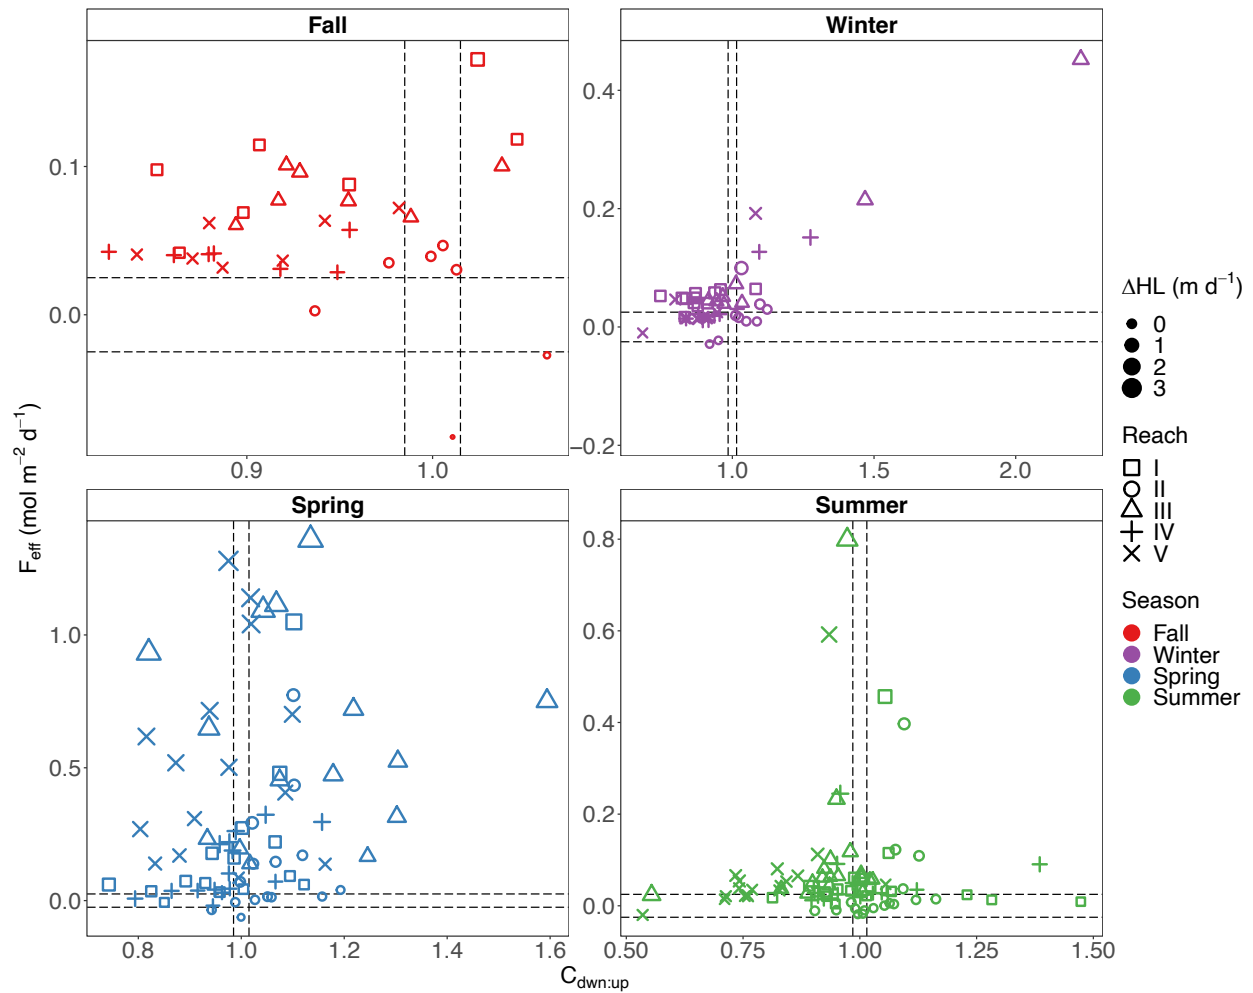 Fall
Winter
0.1
0.0
0.9
1.0
0.4
0.2
0.0
−0.2
1.0
1.5
2.0
Spring
Summer
1.0
0.5
0.0
0.8
1.0
1.2
1.4
1.6
0.8
0.6
0.4
0.2
0.0
0.50
0.75
1.00
1.25
1.50
F_eff (mol m⁻² d⁻¹)
C_dwn:up
ΔHL (m d⁻¹)
0
1
2
3
Reach
I
II
III
IV
V
Season
Fall
Winter
Spring
Summer